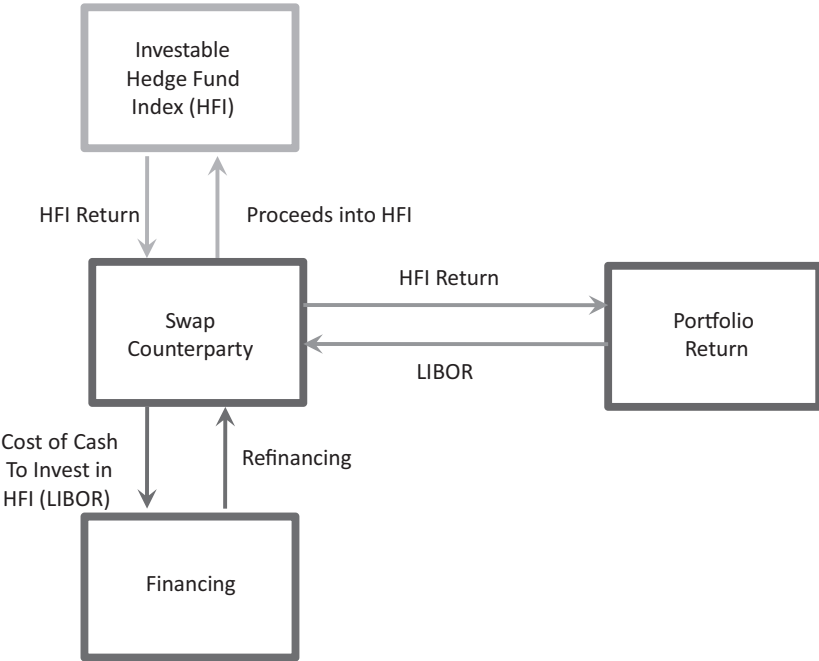 Investable
Hedge Fund
Index (HFI)
HFI Return
Proceeds into HFI
HFI Return
Swap
Counterparty
Portfolio
Return
LIBOR
Cost of Cash
To Invest in
HFI (LIBOR)
Refinancing
Financing